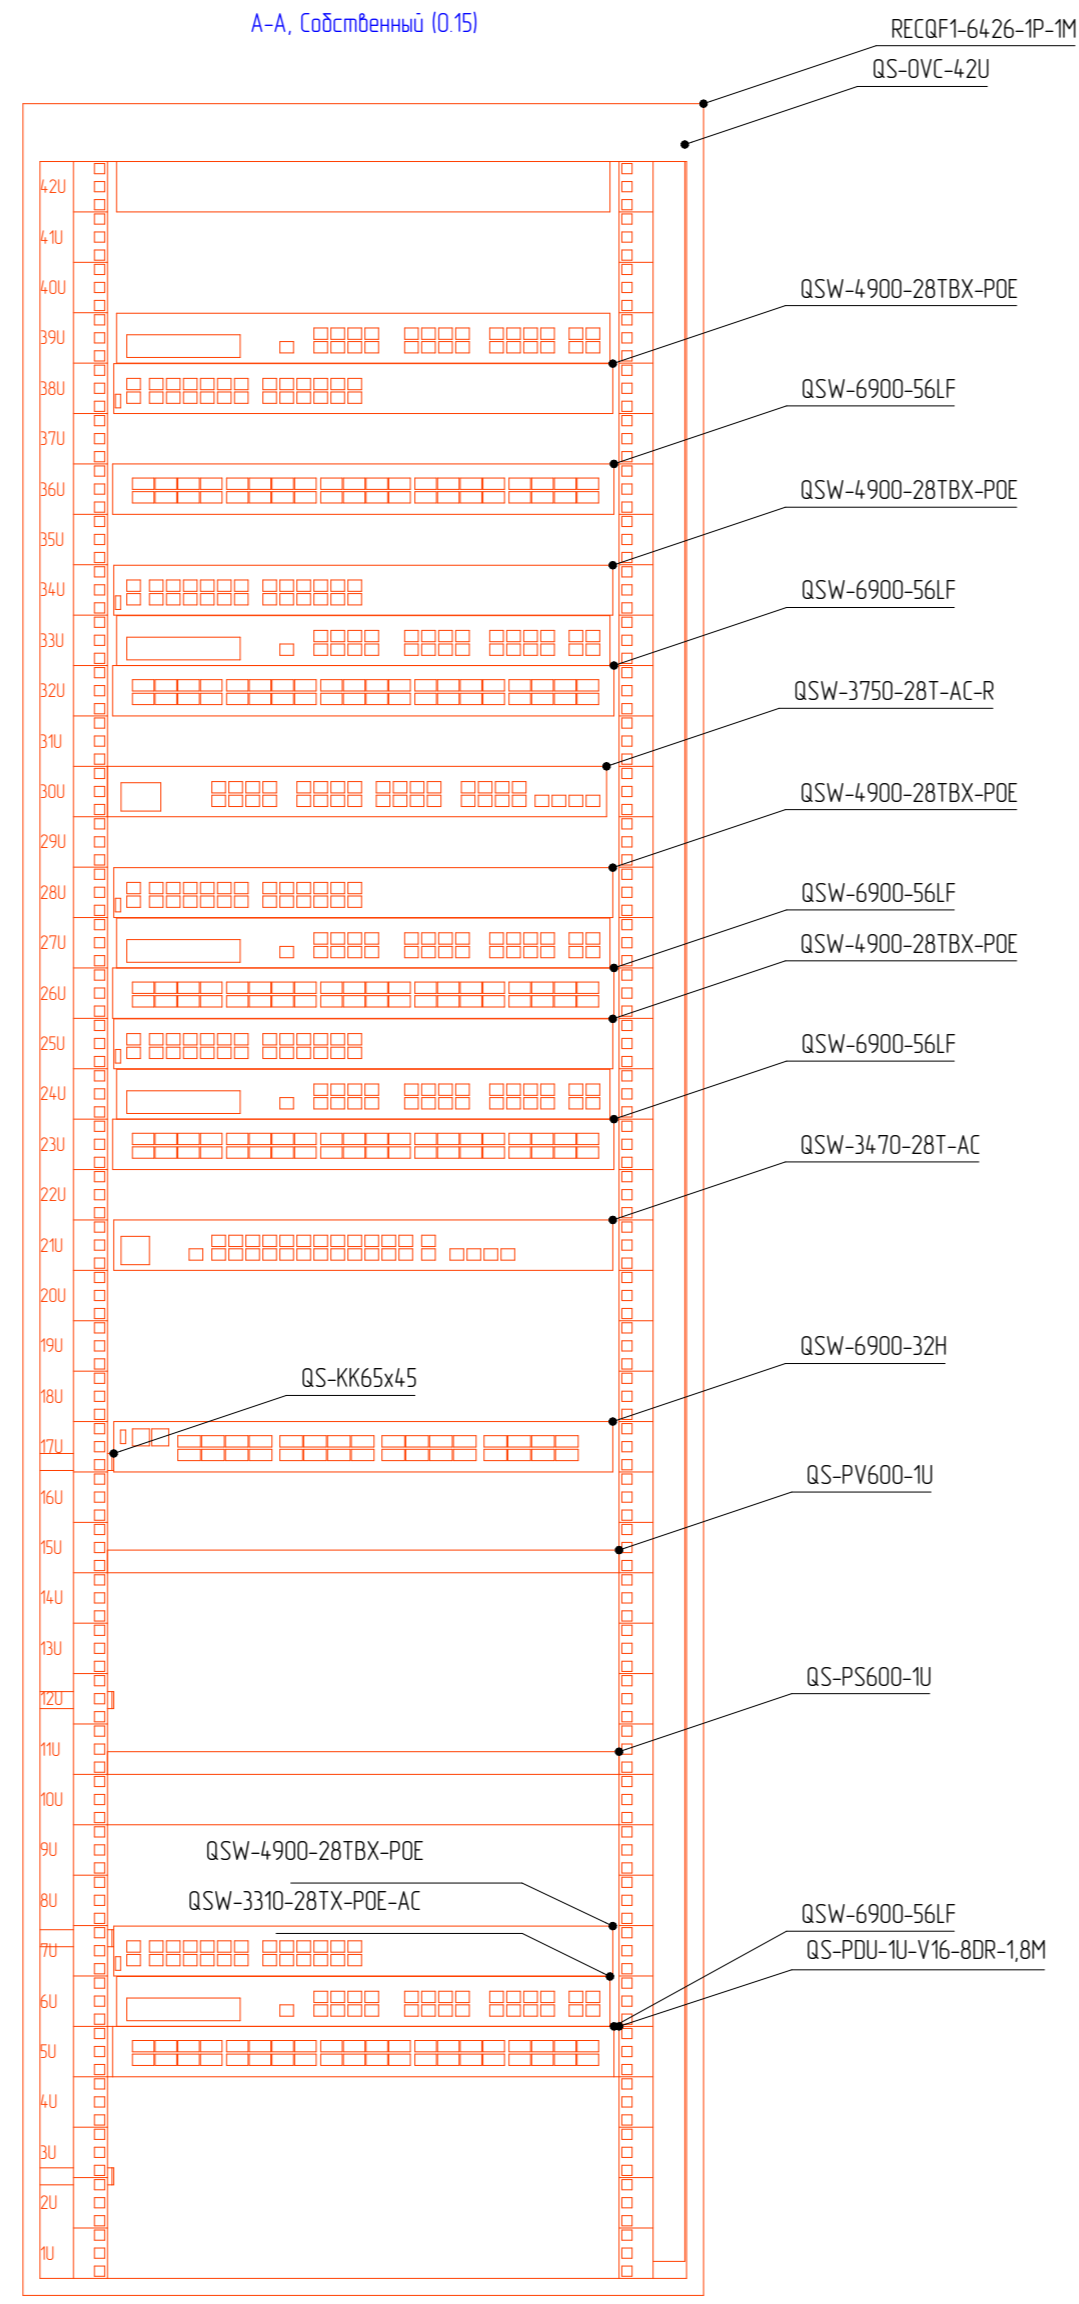 А-А, Собственный (0.15)
RECQF1-6426-1P-1M
QS-OVC-42U
42U
41U
40U
QSW-4900-28TBX-POE
39U
38U
QSW-6900-56LF
37U
36U
QSW-4900-28TBX-POE
35U
34U
QSW-6900-56LF
33U
32U
QSW-3750-28T-AC-R
31U
30U
QSW-4900-28TBX-POE
29U
28U
QSW-6900-56LF
27U
QSW-4900-28TBX-POE
26U
25U
QSW-6900-56LF
24U
23U
QSW-3470-28T-AC
22U
21U
20U
19U
QSW-6900-32H
QS-KK65x45
18U
17U
QS-PV600-1U
16U
15U
14U
13U
QS-PS600-1U
12U
11U
10U
9U
QSW-4900-28TBX-POE
8U
QSW-3310-28TX-POE-AC
QSW-6900-56LF
7U
QS-PDU-1U-V16-8DR-1,8M
6U
5U
4U
3U
2U
1U